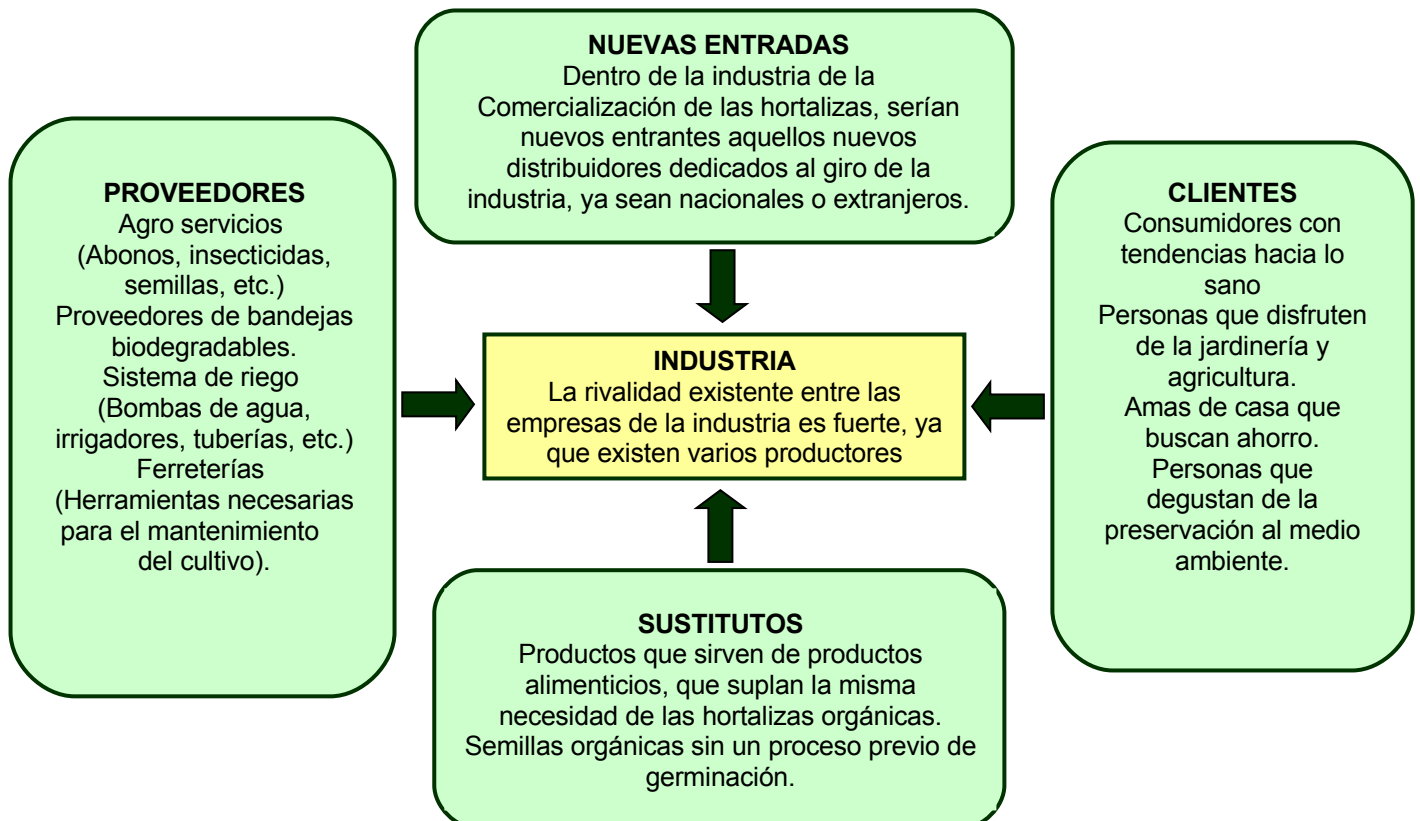 NUEVAS ENTRADAS
Dentro de la industria de la
Comercialización de las hortalizas, serían
nuevos entrantes aquellos nuevos
distribuidores dedicados al giro de la
industria, ya sean nacionales o extranjeros.
PROVEEDORES
Agro servicios
(Abonos, insecticidas,
semillas, etc.)
Proveedores de bandejas
biodegradables.
Sistema de riego
(Bombas de agua,
irrigadores, tuberías, etc.)
Ferreterías
(Herramientas necesarias
para el mantenimiento
del cultivo).
INDUSTRIA
La rivalidad existente entre las
empresas de la industria es fuerte, ya
que existen varios productores
CLIENTES
Consumidores con
tendencias hacia lo
sano
Personas que disfruten
de la jardinería y
agricultura.
Amas de casa que
buscan ahorro.
Personas que
degustan de la
preservación al medio
ambiente.
SUSTITUTOS
Productos que sirven de productos
alimenticios, que suplan la misma
necesidad de las hortalizas orgánicas.
Semillas orgánicas sin un proceso previo de
germinación.